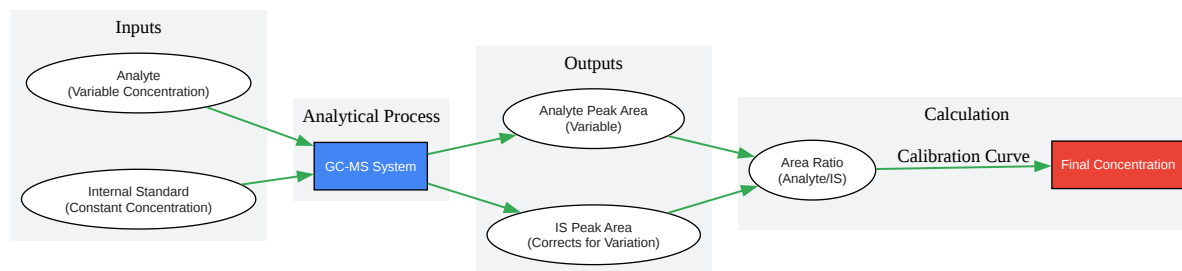 Inputs
Analyte
(Variable Concentration)
Internal Standard
(Constant Concentration)
Analytical Process
GC-MS System
Outputs
Analyte Peak Area
(Variable)
IS Peak Area
(Corrects for Variation)
Calculation
Area Ratio
(Analyte/IS)
Calibration Curve
Final Concentration